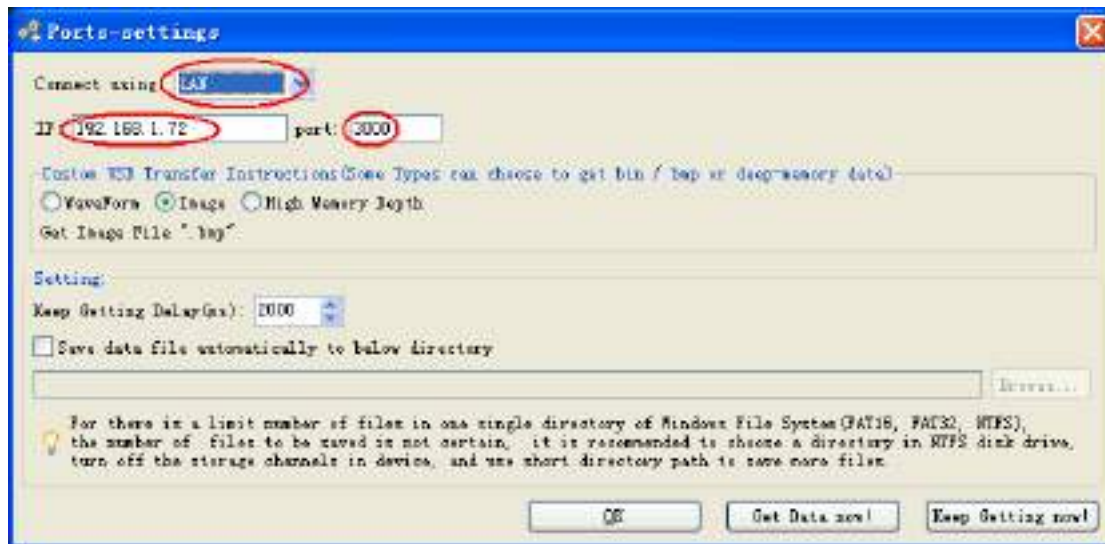 Ports-settings
Connect using: LAN
IP: 192.168.1.72 port: 3000
Custom USB Transfer Instructions(Some Types can choose to get bin / bmp or deep-memory data)
WaveForm Image High Memory Depth
Get Image File ".bmp"
Setting:
Keep Getting Delay(ms): 2000
Save data file automatically to below directory
Browse...
For there is a limit number of files in one single directory of Windows File System(FAT16, FAT32, NTFS),
the number of files to be saved is not certain, it is recommended to choose a directory in NTFS disk drive,
turn off the storage channels in device, and use short directory path to save more files.
OK Get Data now! Keep Getting now!